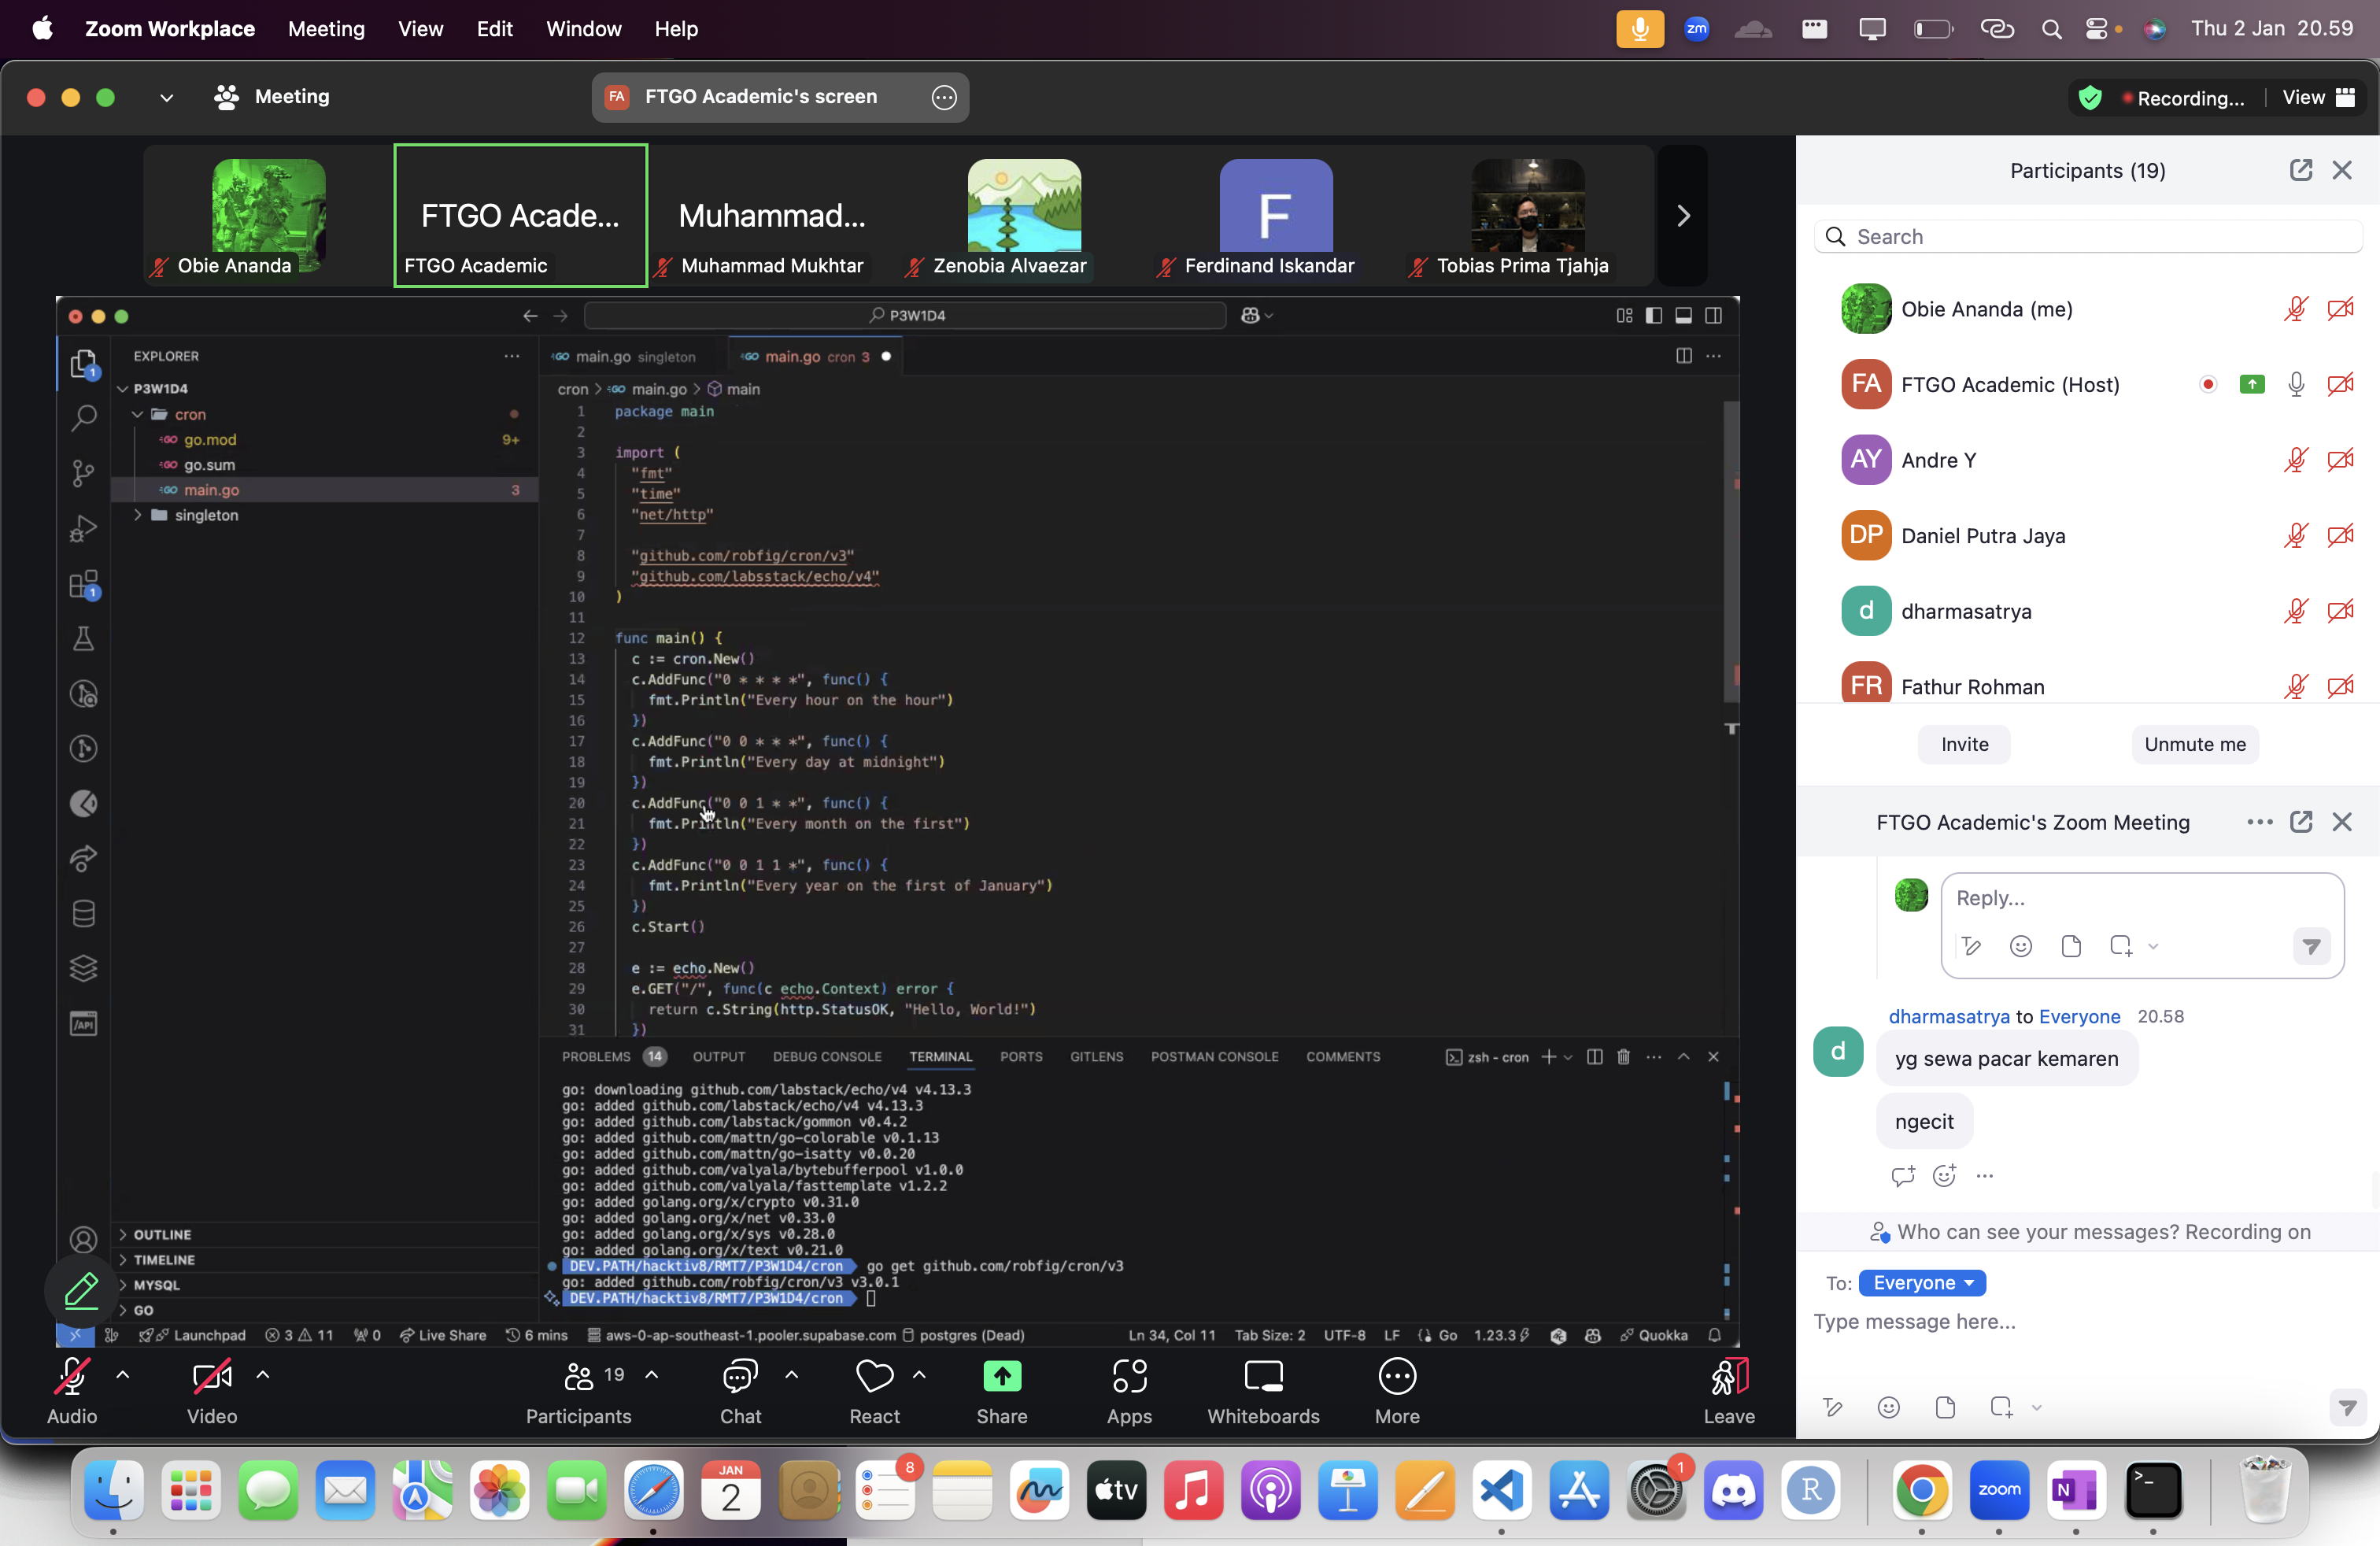 Zoom Workplace Meeting View Edit Window Help
zm
Thu 2 Jan 20.59
Meeting
FA FTGO Academic's screen
Recording... View
FTGO Acade... Muhammad... F
Obie Ananda FTGO Academic Muhammad Mukhtar Zenobia Alvaezar Ferdinand Iskandar Tobias Prima Tjahja
P3W1D4
EXPLORER
P3W1D4
cron
go.mod 9+
go.sum
main.go 3
singleton
main.go singleton
main.go cron 3
cron > main.go > main
1 package main
2
3 import (
4 "fmt"
5 "time"
6 "net/http"
7
8 "github.com/robfig/cron/v3"
9 "github.com/labsstack/echo/v4"
10 )
11
12 func main() {
13 c := cron.New()
14 c.AddFunc("0 * * * *", func() {
15 fmt.Println("Every hour on the hour")
16 })
17 c.AddFunc("0 0 * * *", func() {
18 fmt.Println("Every day at midnight")
19 })
20 c.AddFunc("0 0 1 * *", func() {
21 fmt.Println("Every month on the first")
22 })
23 c.AddFunc("0 0 1 1 *", func() {
24 fmt.Println("Every year on the first of January")
25 })
26 c.Start()
27
28 e := echo.New()
29 e.GET("/", func(c echo.Context) error {
30 return c.String(http.StatusOK, "Hello, World!")
31 })
PROBLEMS 14 OUTPUT DEBUG CONSOLE TERMINAL PORTS GITLENS POSTMAN CONSOLE COMMENTS
zsh - cron
go: downloading github.com/labstack/echo/v4 v4.13.3
go: added github.com/labstack/echo/v4 v4.13.3
go: added github.com/labstack/gommon v0.4.2
go: added github.com/mattn/go-colorable v0.1.13
go: added github.com/mattn/go-isatty v0.0.20
go: added github.com/valyala/bytebufferpool v1.0.0
go: added github.com/valyala/fasttemplate v1.2.2
go: added golang.org/x/crypto v0.31.0
go: added golang.org/x/net v0.33.0
go: added golang.org/x/sys v0.28.0
go: added golang.org/x/text v0.21.0
DEV.PATH/hacktiv8/RMT7/P3W1D4/cron go get github.com/robfig/cron/v3
go: added github.com/robfig/cron/v3 v3.0.1
DEV.PATH/hacktiv8/RMT7/P3W1D4/cron
OUTLINE
TIMELINE
MYSQL
GO
Launchpad 3 11 0 Live Share 6 mins aws-0-ap-southeast-1.pooler.supabase.com postgres (Dead)
Ln 34, Col 11 Tab Size: 2 UTF-8 LF Go 1.23.3 Quokka
/API
1
1
Participants (19)
Search
Obie Ananda (me)
FA FTGO Academic (Host)
AY Andre Y
DP Daniel Putra Jaya
d dharmasatrya
FR Fathur Rohman
Invite Unmute me
FTGO Academic's Zoom Meeting
Reply...
dharmasatrya to Everyone 20.58
d
yg sewa pacar kemaren
ngecit
Who can see your messages? Recording on
To: Everyone
Type message here...
19
Audio Video Participants Chat React Share Apps Whiteboards More Leave
JAN
2
8
tv
1
R
zoom
N
>_